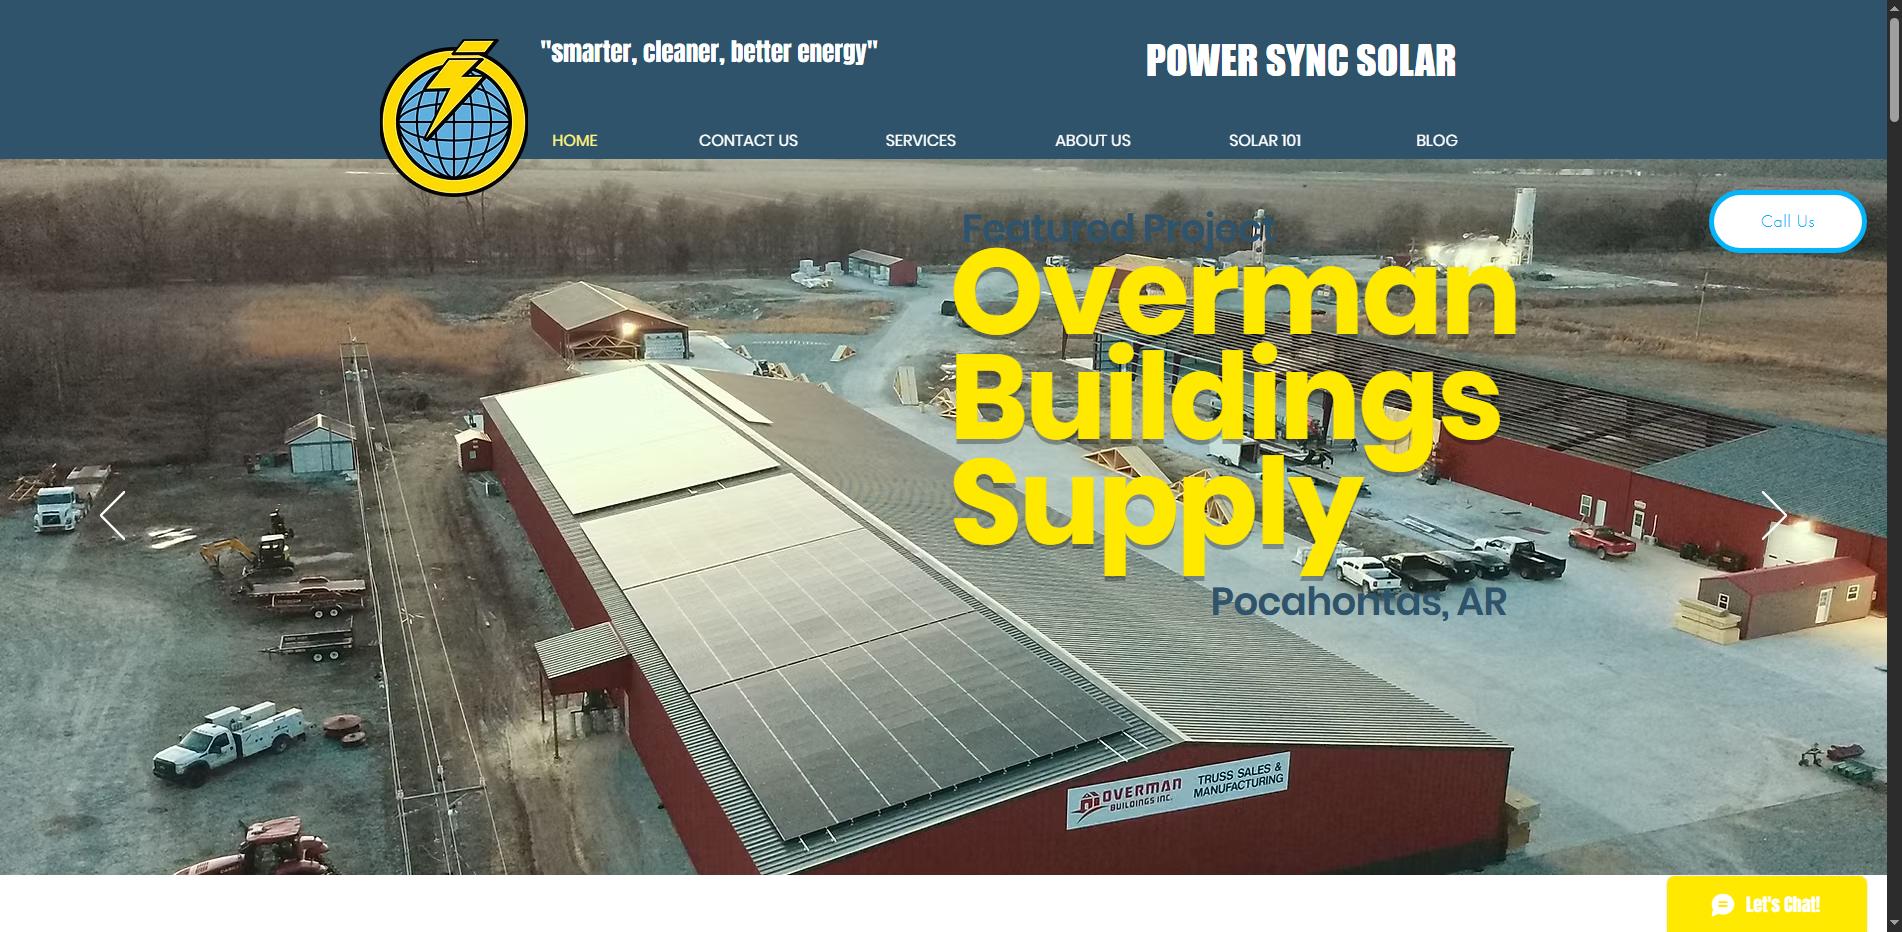 "smarter, cleaner, better energy"
POWER SYNC SOLAR
HOME
CONTACT US
SERVICES
ABOUT US
SOLAR 101
BLOG
Call Us
Featured Project
Overman
Buildings
Supply
Pocahontas, AR
OVERMAN
BUILDINGS INC.
TRUSS SALES &
MANUFACTURING
Let's Chat!